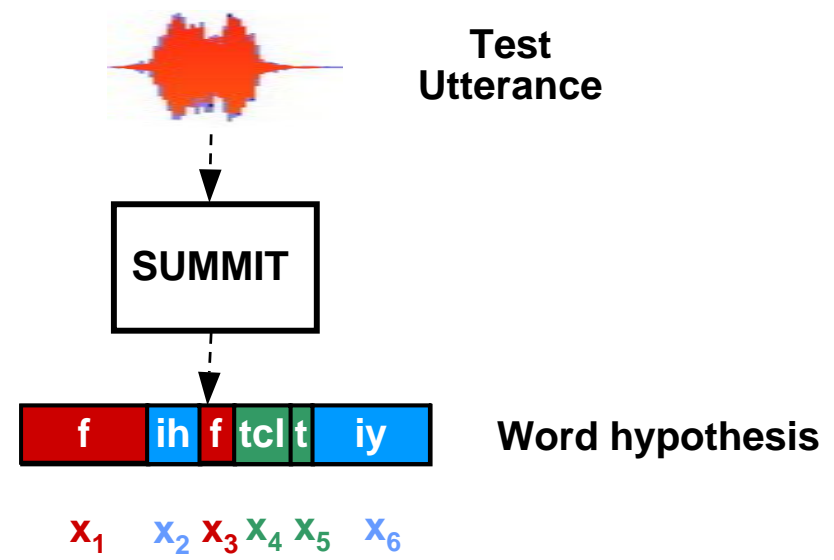 Test
Utterance
SUMMIT
f ih f tcl t iy
Word hypothesis
x₁ x₂ x₃ x₄ x₅ x₆